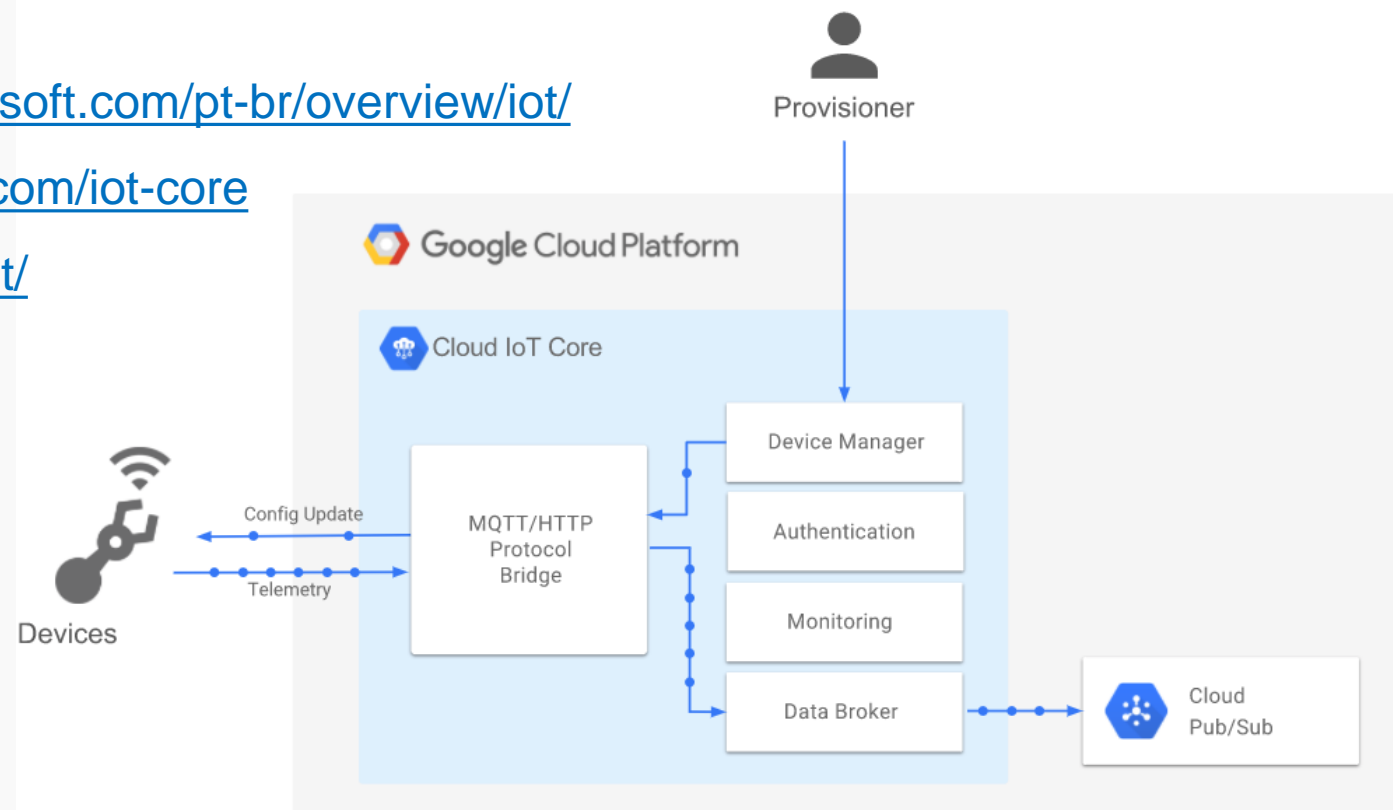 soft.com/pt-br/overview/iot/
com/iot-core
t/
Provisioner
Google Cloud Platform
Cloud IoT Core
Device Manager
Config Update
MQTT/HTTP
Protocol
Bridge
Authentication
Telemetry
Devices
Monitoring
Data Broker
Cloud
Pub/Sub